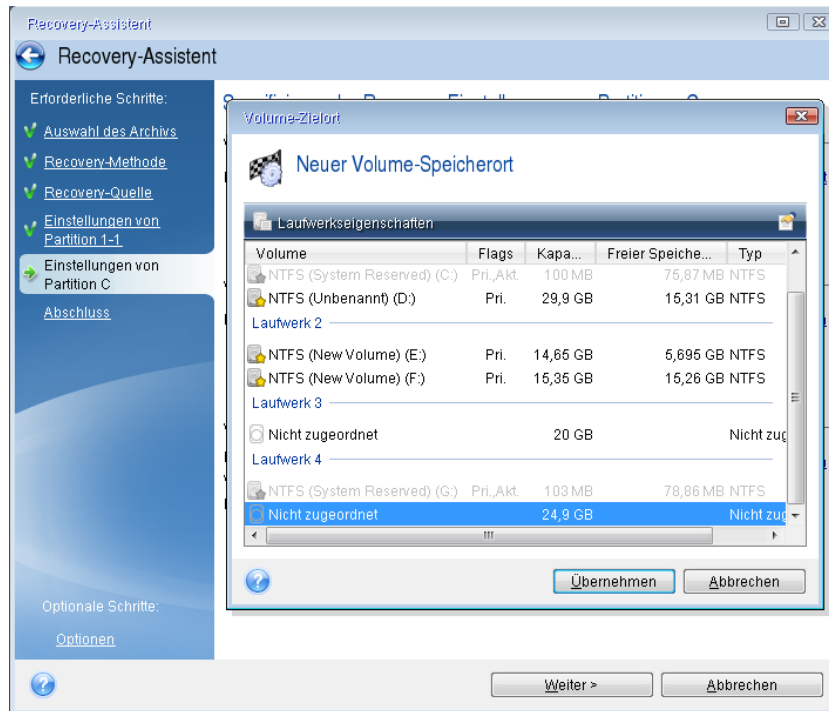 Recovery-Assistent
Recovery-Assistent
Erforderliche Schritte:
Auswahl des Archivs
Recovery-Methode
Recovery-Quelle
Einstellungen von
Partition 1-1
Einstellungen von
Partition C
Abschluss
Optionale Schritte:
Optionen
Volume-Zielort
Neuer Volume-Speicherort
Laufwerkseigenschaften
Volume Flags Kapa... Freier Speiche... Typ
NTFS (System Reserved) (C:) Pri.,Akt. 100 MB 75,87 MB NTFS
NTFS (Unbenannt) (D:) Pri. 29,9 GB 15,31 GB NTFS
Laufwerk 2
NTFS (New Volume) (E:) Pri. 14,65 GB 5,695 GB NTFS
NTFS (New Volume) (F:) Pri. 15,35 GB 15,26 GB NTFS
Laufwerk 3
Nicht zugeordnet 20 GB Nicht zug
Laufwerk 4
NTFS (System Reserved) (G:) Pri.,Akt. 103 MB 78,86 MB NTFS
Nicht zugeordnet 24,9 GB Nicht zug
Übernehmen Abbrechen
Weiter > Abbrechen